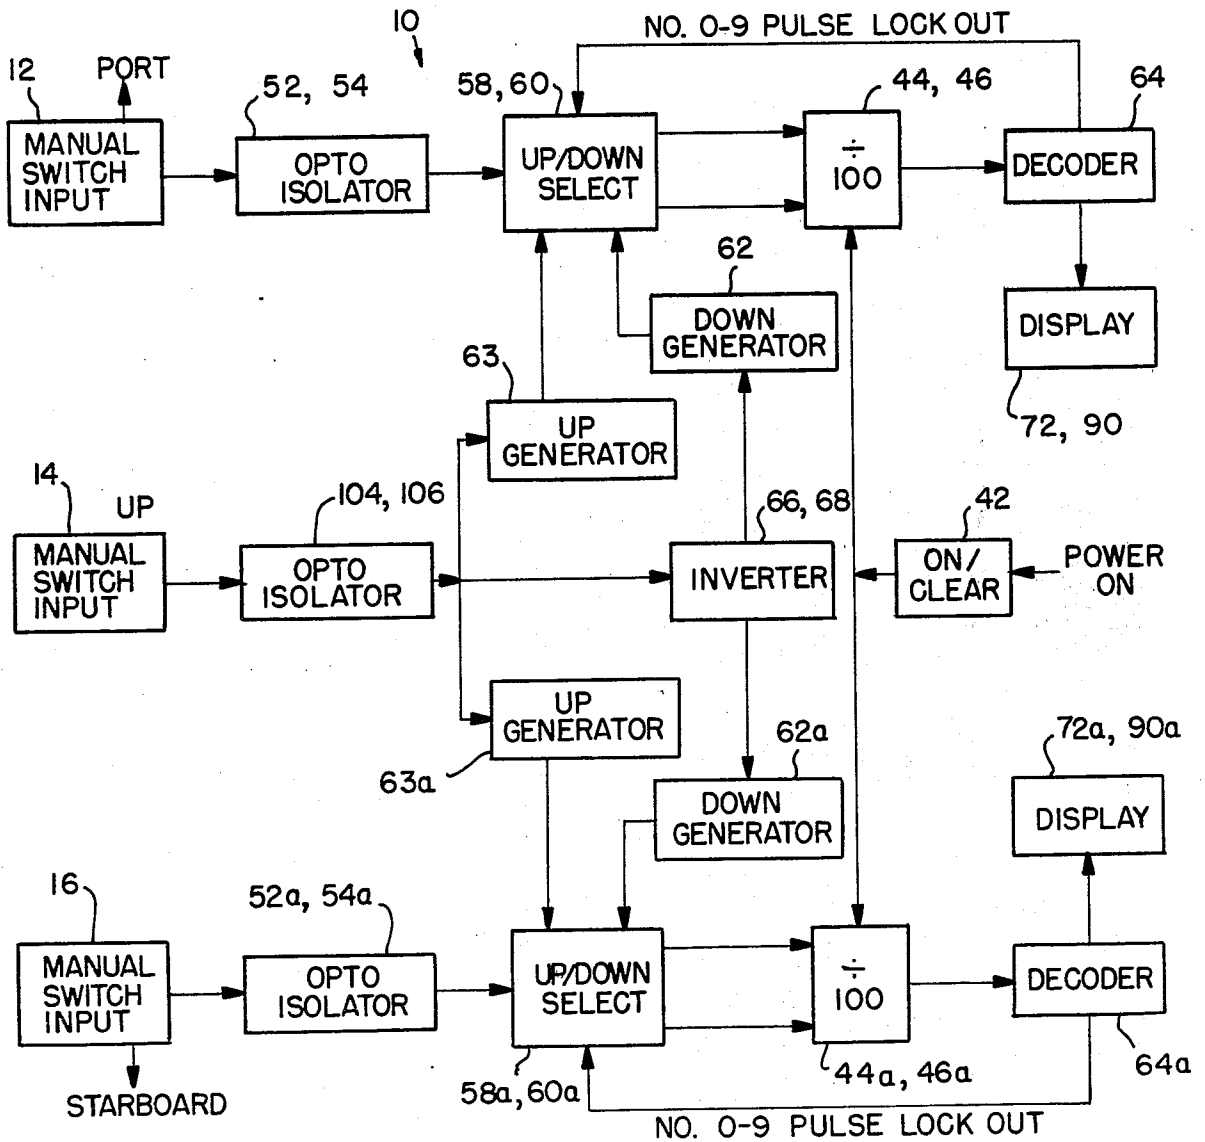 10
NO. 0-9 PULSE LOCK OUT
12
PORT
52, 54
58, 60
44, 46
64
MANUAL
SWITCH
INPUT
OPTO
ISOLATOR
UP/DOWN
SELECT
÷
100
DECODER
62
DOWN
GENERATOR
DISPLAY
63
72, 90
UP
GENERATOR
14
UP
104, 106
66, 68
42
MANUAL
SWITCH
INPUT
OPTO
ISOLATOR
INVERTER
ON/
CLEAR
POWER
ON
UP
GENERATOR
63a
62a
72a, 90a
DOWN
GENERATOR
DISPLAY
16
52a, 54a
MANUAL
SWITCH
INPUT
OPTO
ISOLATOR
UP/DOWN
SELECT
÷
100
DECODER
STARBOARD
58a, 60a
44a, 46a
64a
NO. 0-9 PULSE LOCK OUT